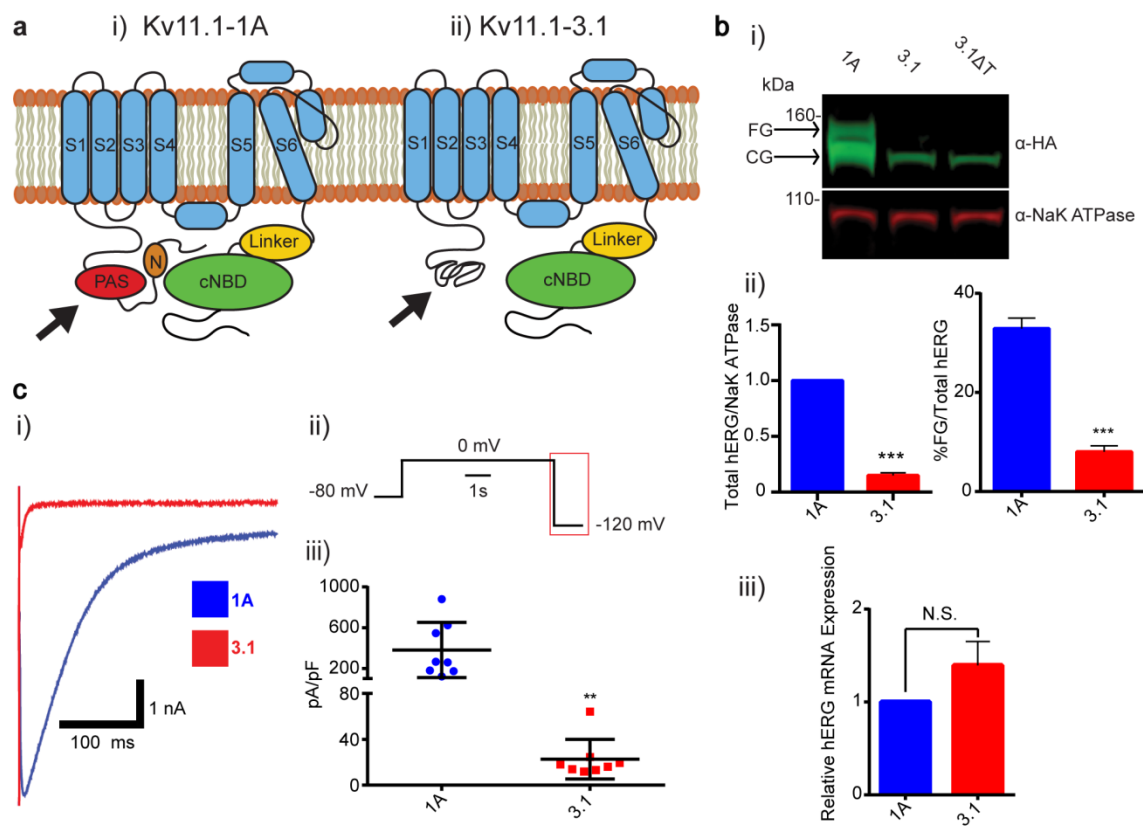 a
i) Kv11.1-1A
ii) Kv11.1-3.1
S1 S2 S3 S4 S5 S6
S1 S2 S3 S4 S5 S6
Linker
N
PAS
cNBD
Linker
cNBD
b
i)
1A 3.1 3.1ΔT
kDa
160-
FG
CG
α-HA
110-
α-NaK ATPase
ii)
Total hERG/NaK ATPase
1.5
1.0
0.5
0
***
1A 3.1
%FG/Total hERG
40
20
0
***
1A 3.1
iii)
Relative hERG mRNA Expression
2
1
0
N.S.
1A 3.1
c
i)
1A
3.1
1 nA
100 ms
ii)
0 mV
-80 mV
1s
-120 mV
iii)
pA/pF
1000
600
200
80
40
0
**
1A 3.1